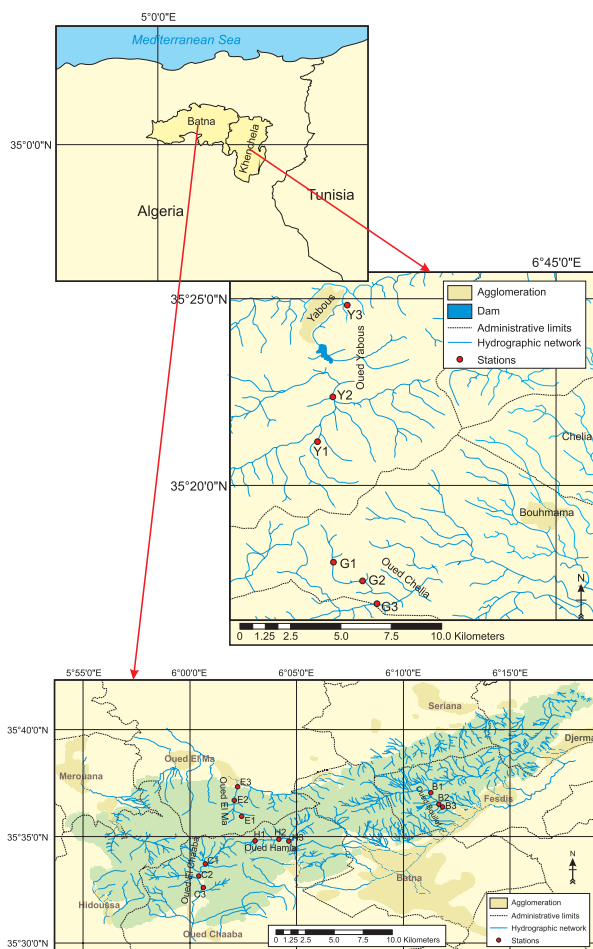 5°0'0"E
Mediterranean Sea
Batna
35°0'0"N
Khenchela
Tunisia
Algeria
6°45'0"E
35°25'0"N
Yabous
Y3
Agglomeration
Dam
Administrative limits
Hydrographic network
Stations
Oued Yabous
Y2
Y1
Chelia
35°20'0"N
Bouhmama
G1
G2
Oued Chelia
G3
N
0 1.25 2.5 5.0 7.5 10.0 Kilometers
5°55'0"E 6°00'0"E 6°05'0"E 6°10'0"E 6°15'0"E
Seriana
35°40'0"N
Djerma
Oued El Ma
Merouana
E3
Oued El Ma
E2
E1
B1
B2
B3
Fesdis
35°35'0"N
H1 H2 H3
Oued Hamla
Oued El Chaaba
C1
C2
C3
Batna
N
Hidoussa
Oued Chaaba
Agglomeration
Administrative limits
Hydrographic network
Stations
35°30'0"N
0 1.25 2.5 5.0 7.5 10.0 Kilometers